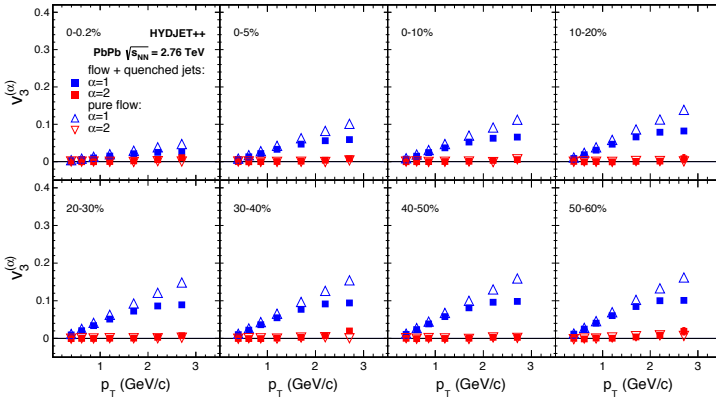 0-0.2%
HYDJET++
PbPb √s_NN = 2.76 TeV
flow + quenched jets:
α=1
α=2
pure flow:
α=1
α=2
0-5%
0-10%
10-20%
v_3^(α)
0.4
0.3
0.2
0.1
0
20-30%
30-40%
40-50%
50-60%
v_3^(α)
0.4
0.3
0.2
0.1
0
1 2 3
1 2 3
1 2 3
1 2 3
p_T (GeV/c)
p_T (GeV/c)
p_T (GeV/c)
p_T (GeV/c)